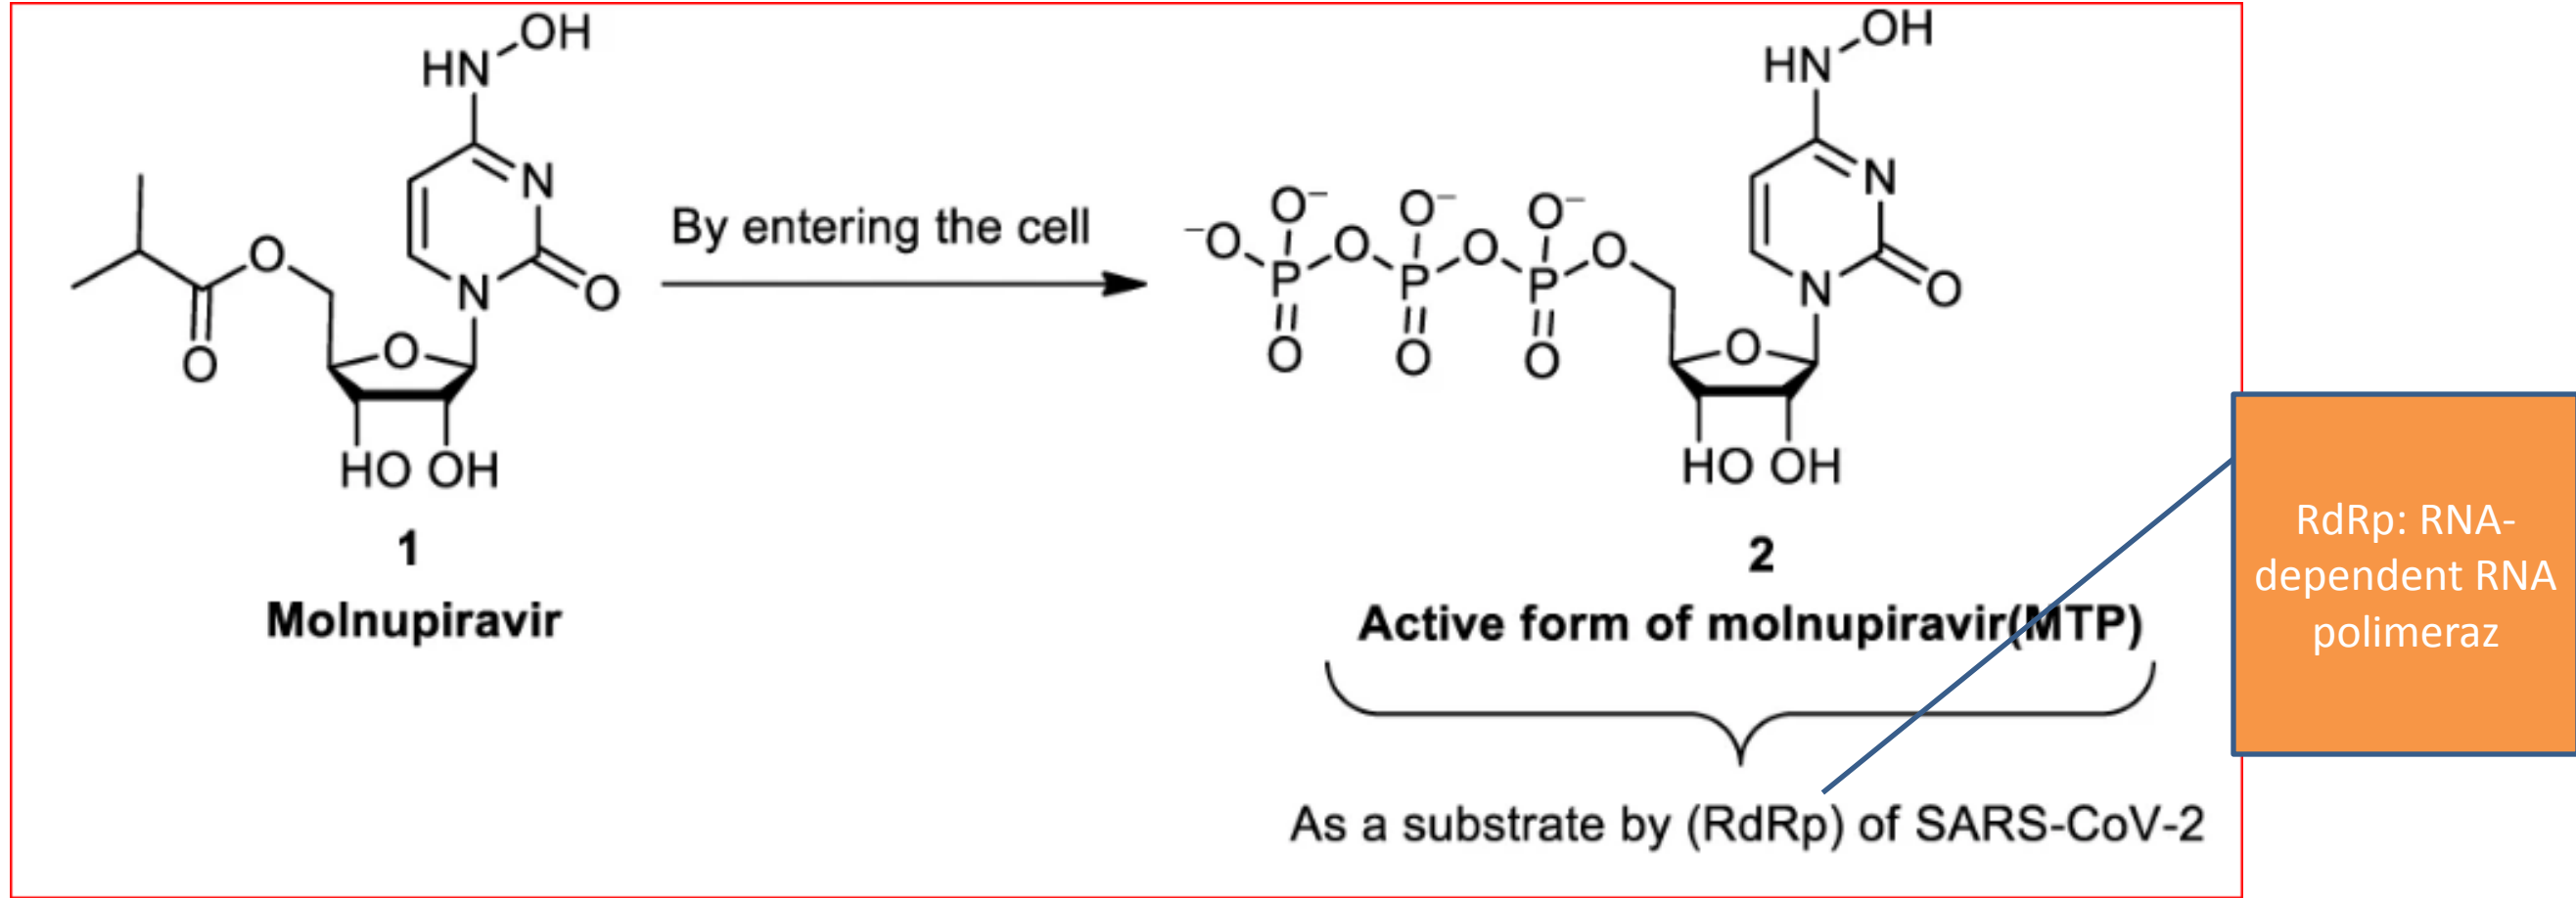 OH
HN
N
O
N
O
O
O
HO OH
1
Molnupiravir
By entering the cell
OH
HN
N
O⁻ O⁻ O⁻
⁻O O O O
P P P
N
O
O O O
O
HO OH
2
Active form of molnupiravir(MTP)
As a substrate by (RdRp) of SARS-CoV-2
RdRp: RNA-
dependent RNA
polimeraz